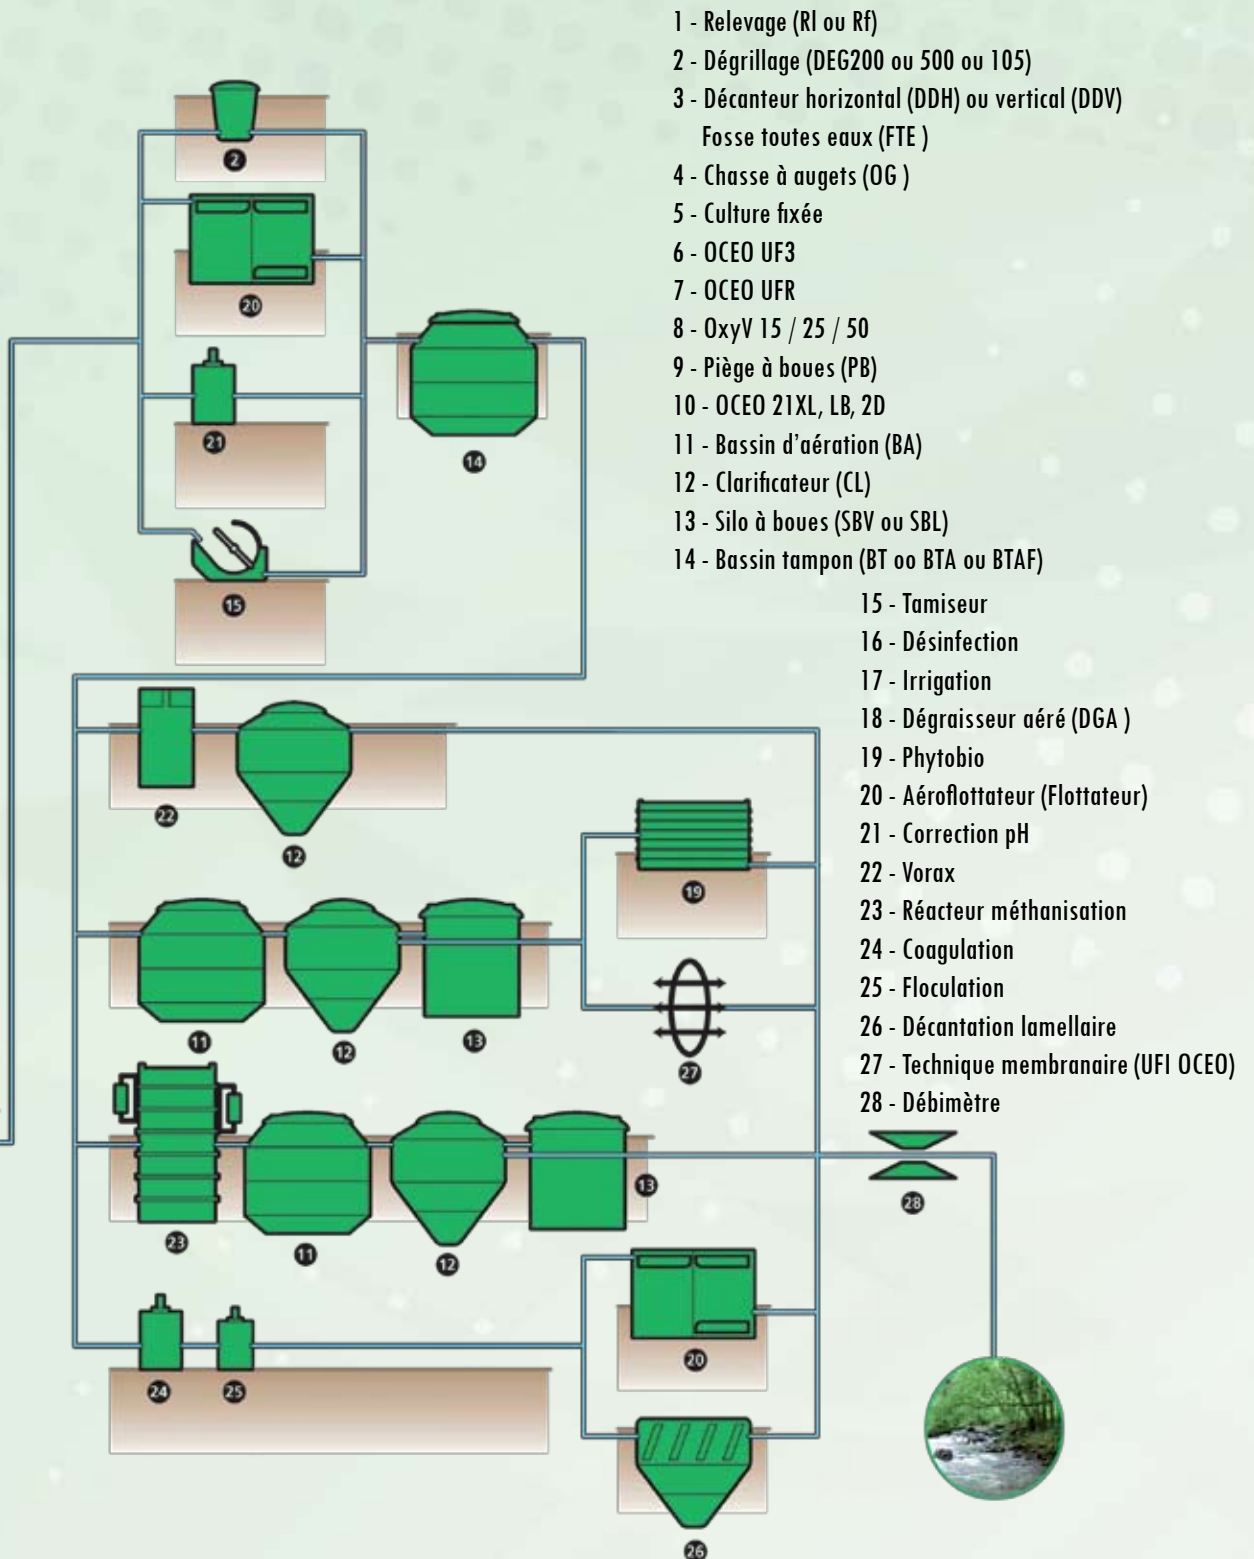 1 - Relevage (Rl ou Rf)
2 - Dégrillage (DEG200 ou 500 ou 105)
3 - Décanteur horizontal (DDH) ou vertical (DDV)
Fosse toutes eaux (FTE )
4 - Chasse à augets (OG )
5 - Culture fixée
6 - OCEO UF3
7 - OCEO UFR
8 - OxyV 15 / 25 / 50
9 - Piège à boues (PB)
10 - OCEO 21XL, LB, 2D
11 - Bassin d’aération (BA)
12 - Clarificateur (CL)
13 - Silo à boues (SBV ou SBL)
14 - Bassin tampon (BT oo BTA ou BTAF)
15 - Tamiseur
16 - Désinfection
17 - Irrigation
18 - Dégraisseur aéré (DGA )
19 - Phytobio
20 - Aéroflottateur (Flottateur)
21 - Correction pH
22 - Vorax
23 - Réacteur méthanisation
24 - Coagulation
25 - Floculation
26 - Décantation lamellaire
27 - Technique membranaire (UFI OCEO)
28 - Débimètre
2
20
21
14
15
22
12
19
11
12
13
27
23
11
12
13
28
24
25
20
26